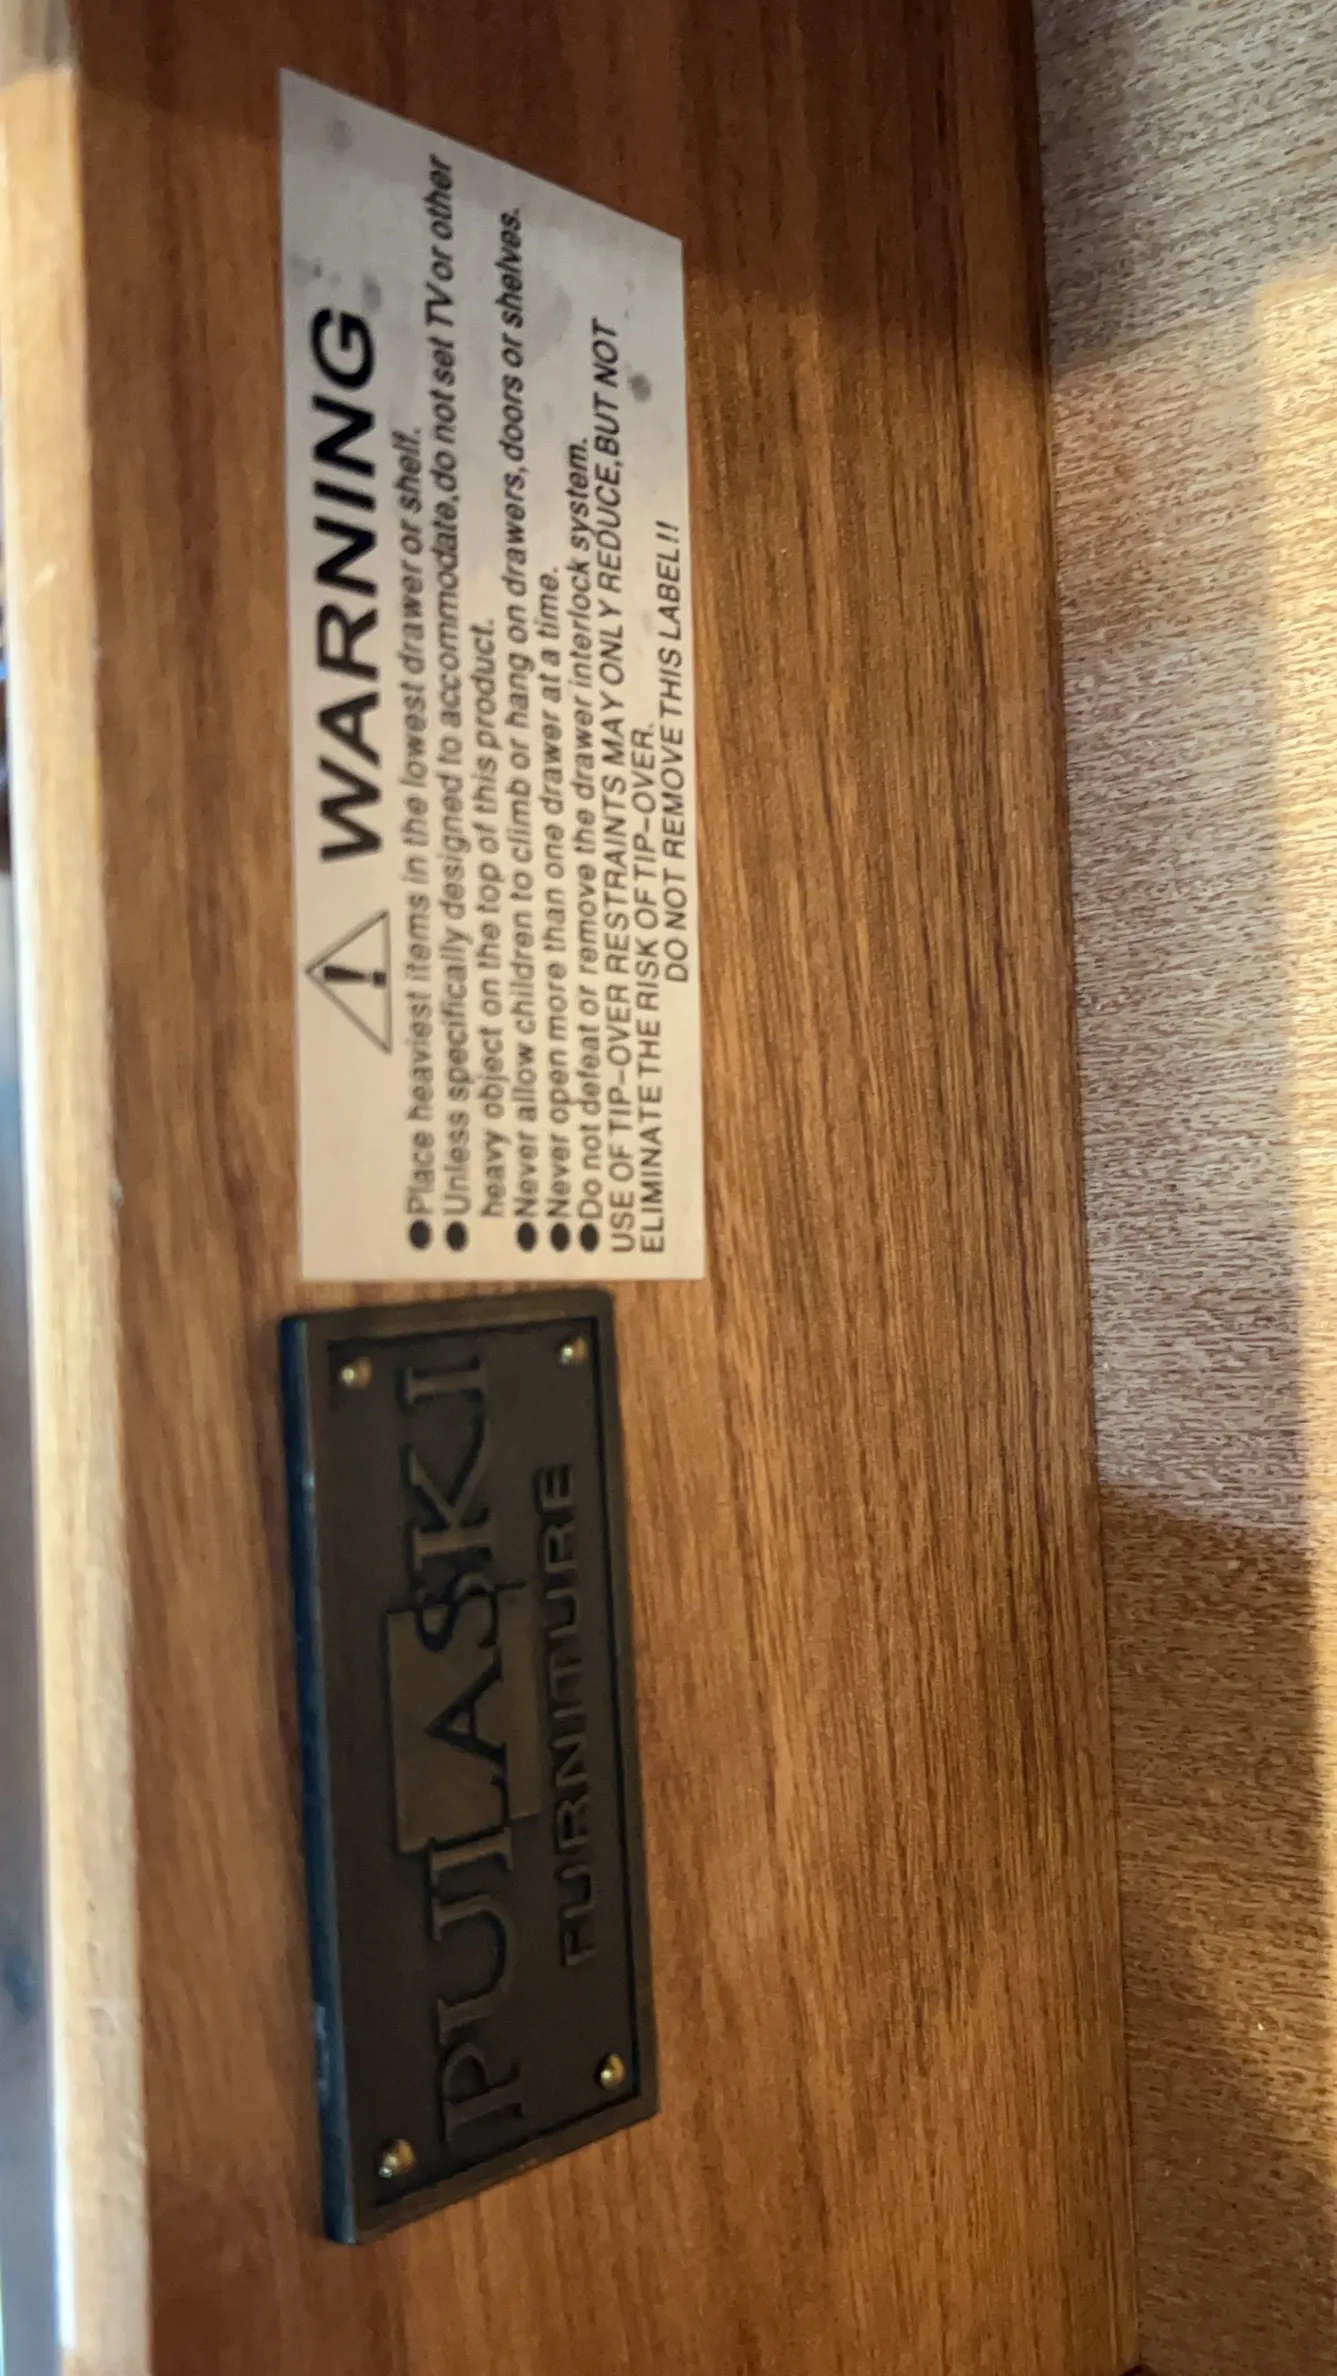 PULASKI
FURNITURE
WARNING
●Place heaviest items in the lowest drawer or shelf.
●Unless specifically designed to accommodate,do not set TV or other
heavy object on the top of this product.
●Never allow children to climb or hang on drawers,doors or shelves.
●Never open more than one drawer at a time.
●Do not defeat or remove the drawer interlock system.
USE OF TIP-OVER RESTRAINTS MAY ONLY REDUCE,BUT NOT
ELIMINATE THE RISK OF TIP-OVER.
DO NOT REMOVE THIS LABEL!!